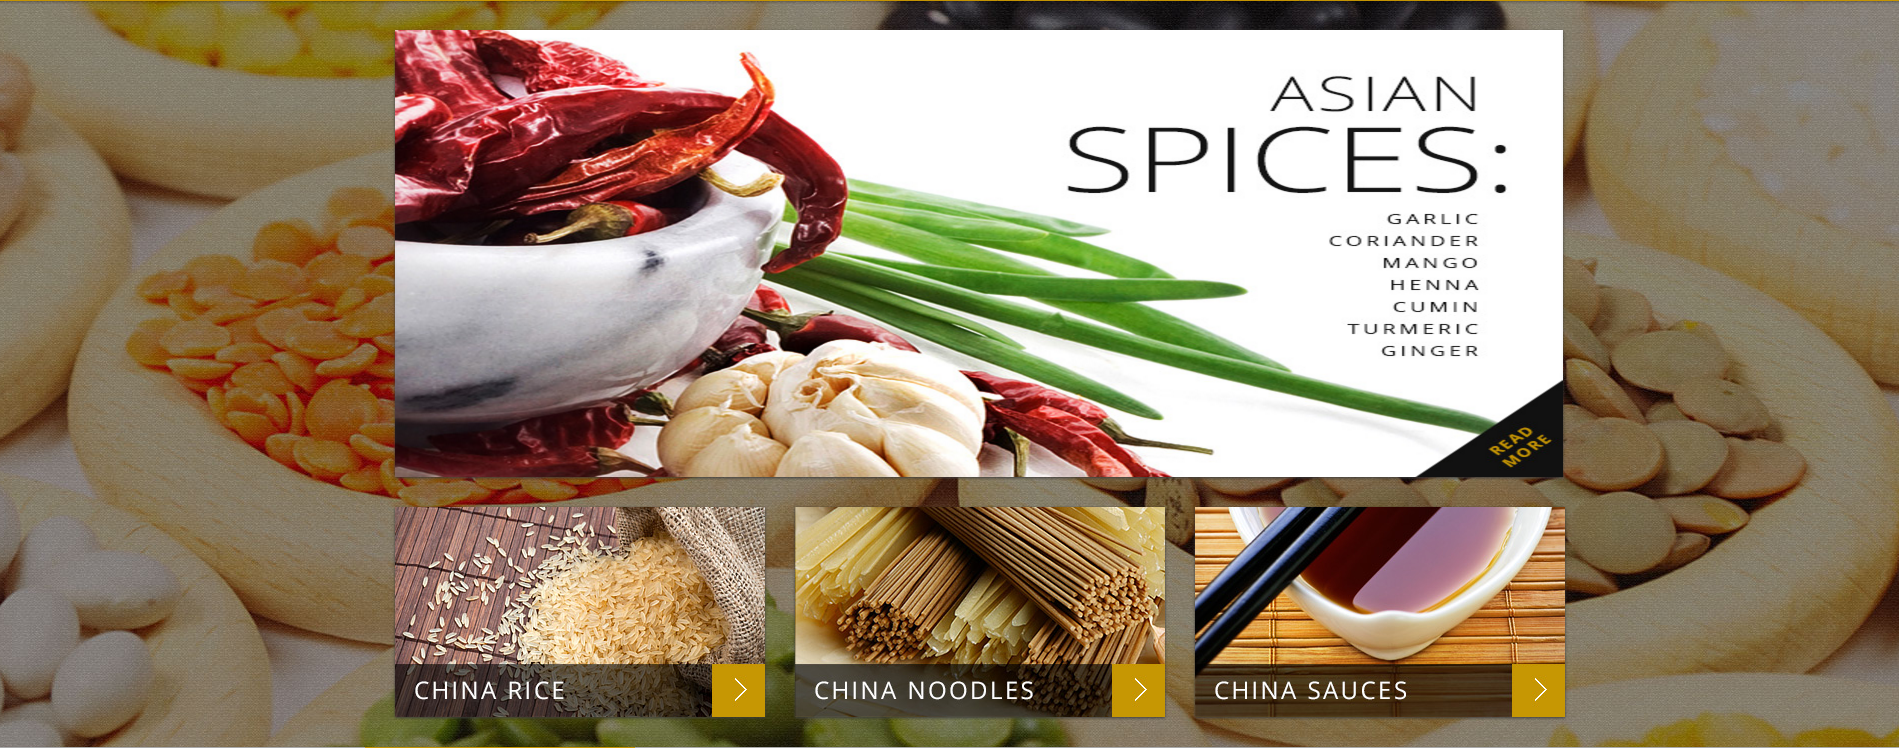 ASIAN
SPICES:
GARLIC
CORIANDER
MANGO
HENNA
CUMIN
TURMERIC
GINGER
READ
MORE
CHINA RICE
CHINA NOODLES
CHINA SAUCES